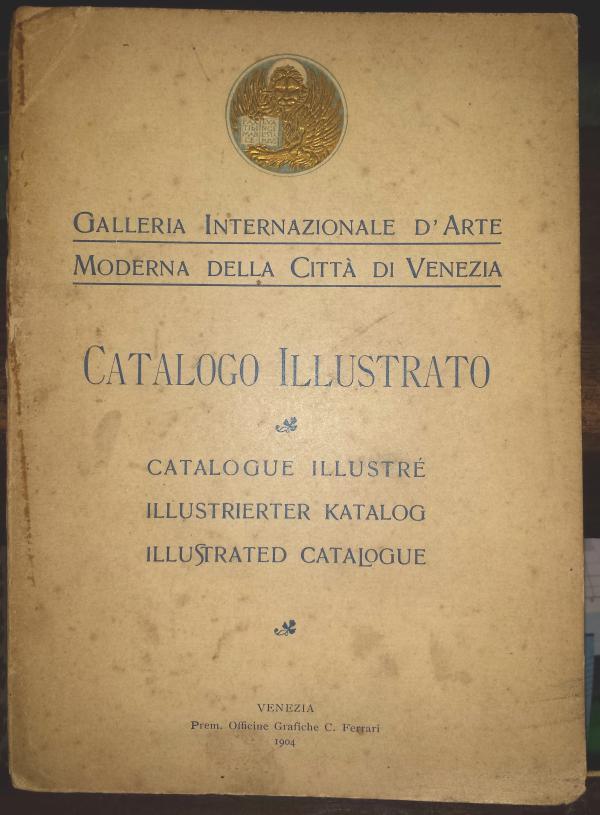 GALLERIA INTERNAZIONALE D'ARTE
MODERNA DELLA CITTÀ DI VENEZIA
CATALOGO ILLUSTRATO
CATALOGUE ILLUSTRÉ
ILLUSTRIERTER KATALOG
ILLUSTRATED CATALOGUE
VENEZIA
Prem. Officine Grafiche C. Ferrari
1904